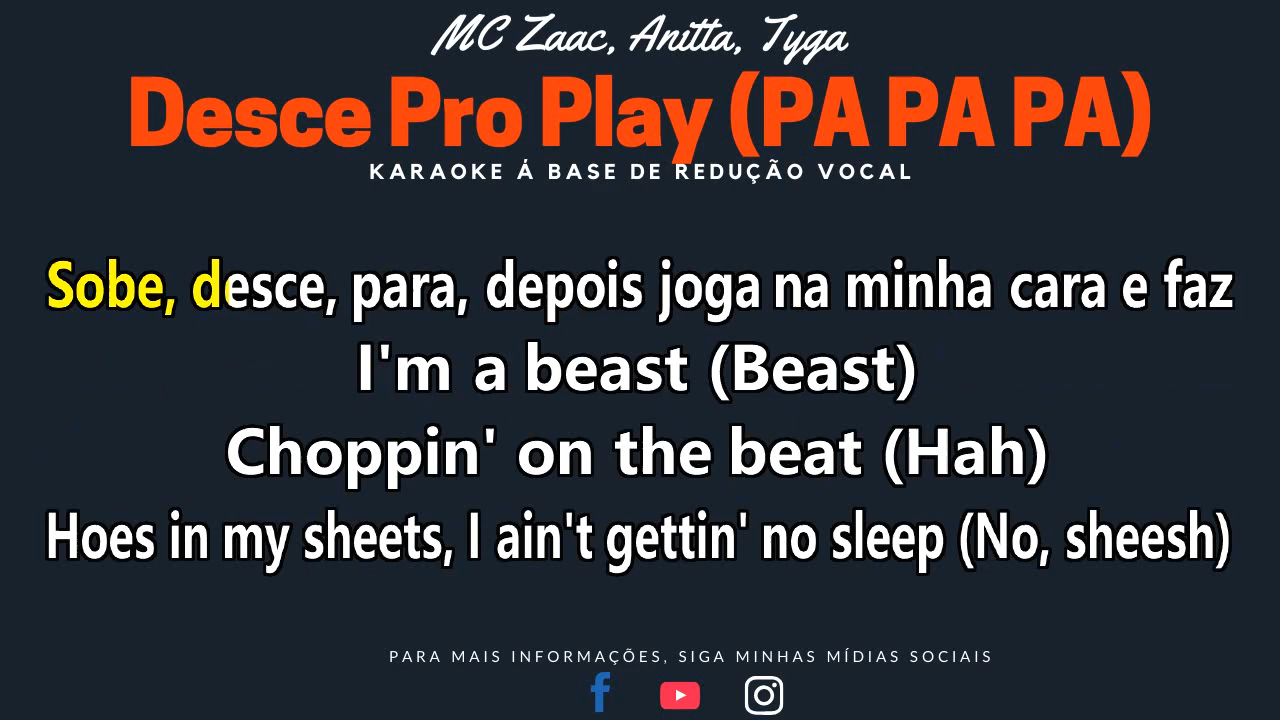 MC Zaac, Anitta, Tyga
Desce Pro Play (PA PA PA)
KARAOKE Á BASE DE REDUÇÃO VOCAL
Sobe, desce, para, depois joga na minha cara e faz
I'm a beast (Beast)
Choppin' on the beat (Hah)
Hoes in my sheets, I ain't gettin' no sleep (No, sheesh)
PARA MAIS INFORMAÇÕES, SIGA MINHAS MÍDIAS SOCIAIS